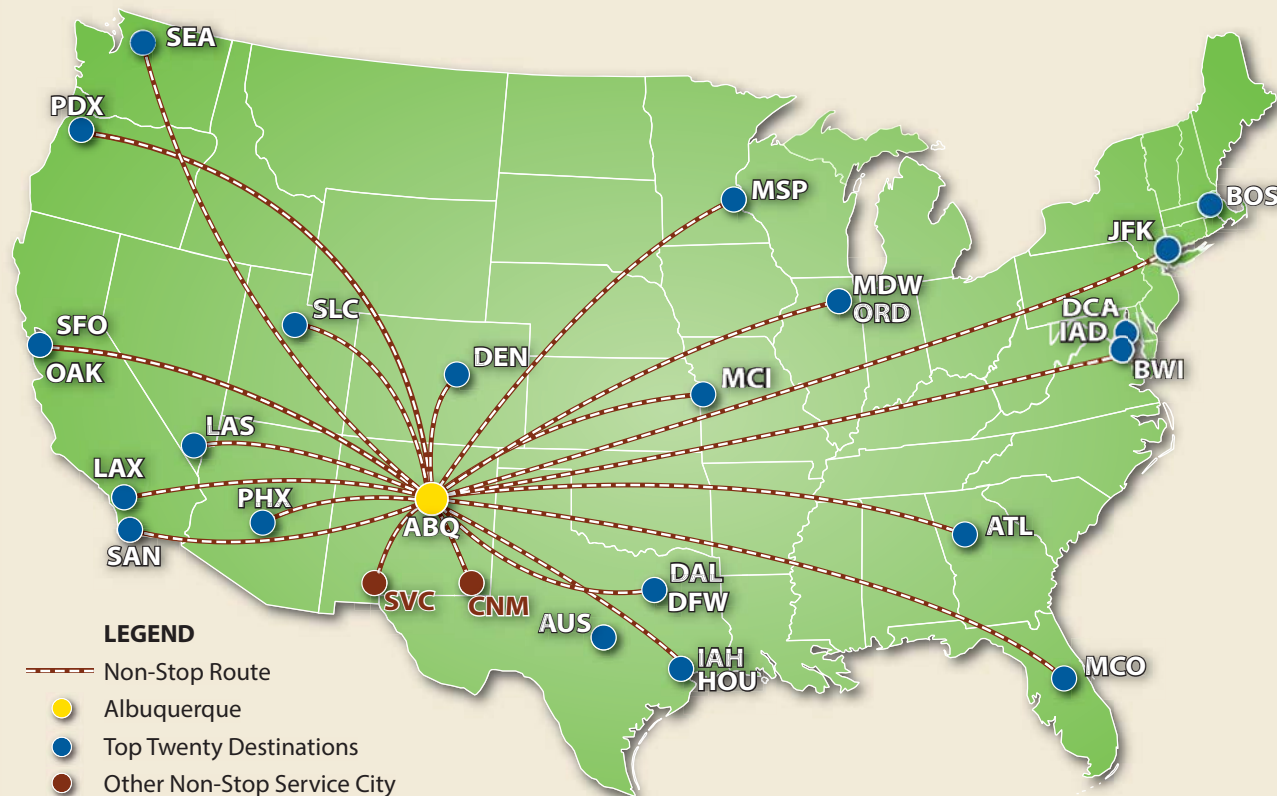 SEA
PDX
MSP
BOS
JFK
MDW
ORD
DCA
IAD
BWI
SLC
SFO
OAK
DEN
MCI
LAS
LAX
PHX
SAN
ABQ
ATL
SVC
CNM
DAL
DFW
AUS
IAH
HOU
MCO
LEGEND
Non-Stop Route
Albuquerque
Top Twenty Destinations
Other Non-Stop Service City